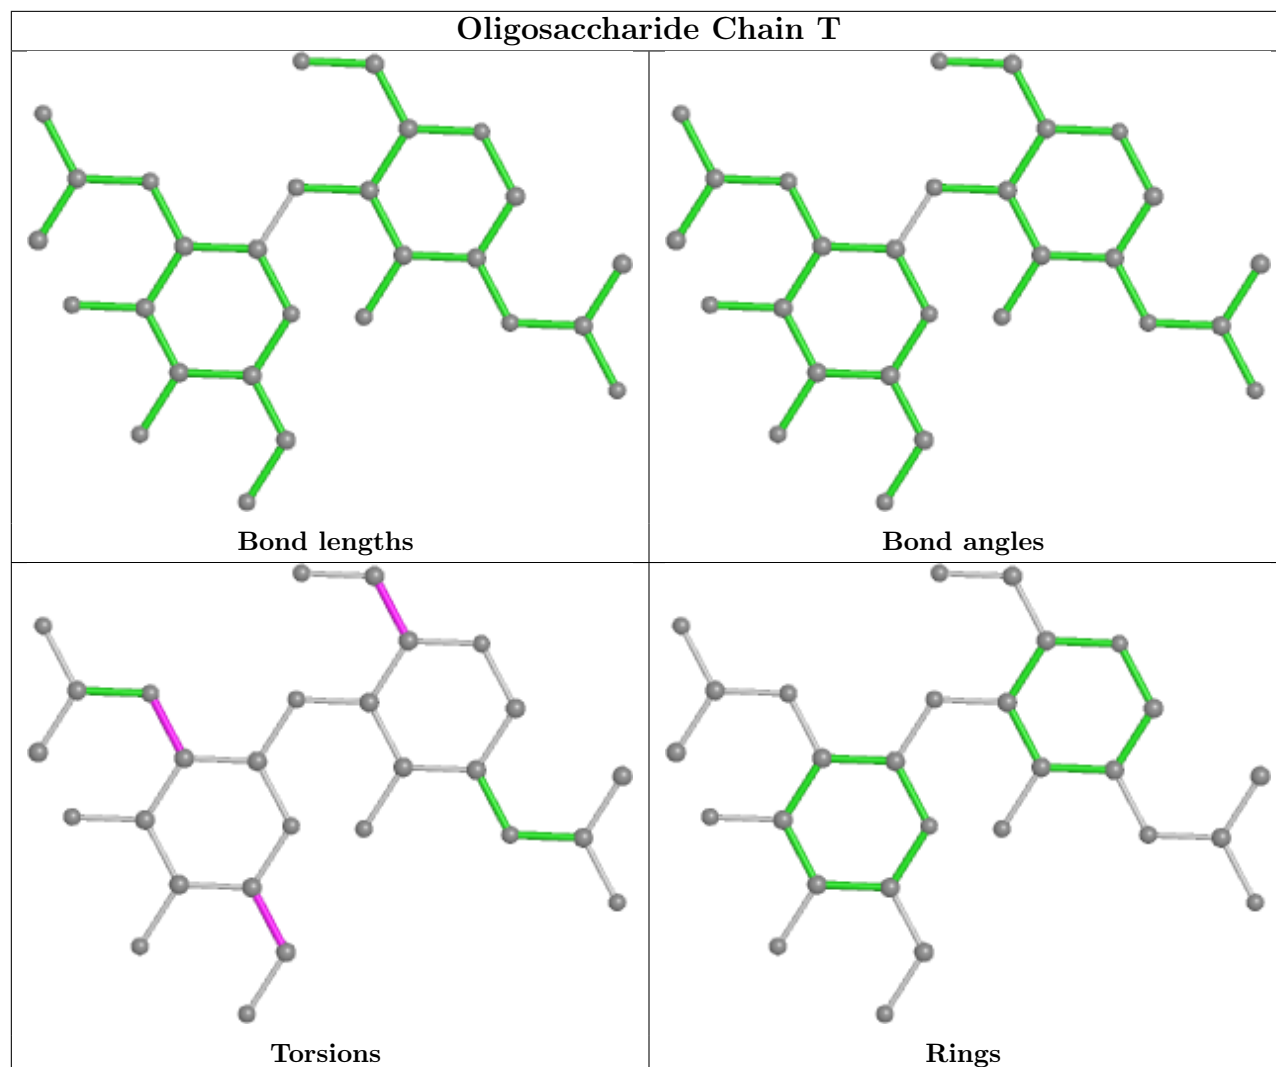 Oligosaccharide Chain T
Bond lengths
Bond angles
Torsions
Rings